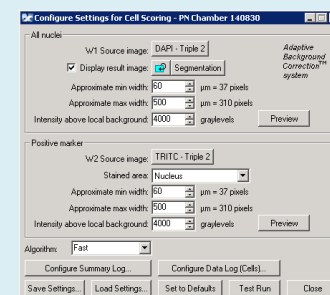 Configure Settings for Cell Scoring - PN Chamber 140830
All nuclei
W1 Source image: DAPI - Triple 2
Adaptive Background Correction™ system
Display result image: Segmentation
Approximate min width: 60 µm = 37 pixels
Approximate max width: 500 µm = 310 pixels
Intensity above local background: 4000 graylevels Preview
Positive marker
W2 Source image: TRITC - Triple 2
Stained area: Nucleus
Approximate min width: 60 µm = 37 pixels
Approximate max width: 500 µm = 310 pixels
Intensity above local background: 4000 graylevels Preview
Algorithm: Fast
Configure Summary Log... Configure Data Log (Cells)...
Save Settings... Load Settings... Set to Defaults Test Run Close